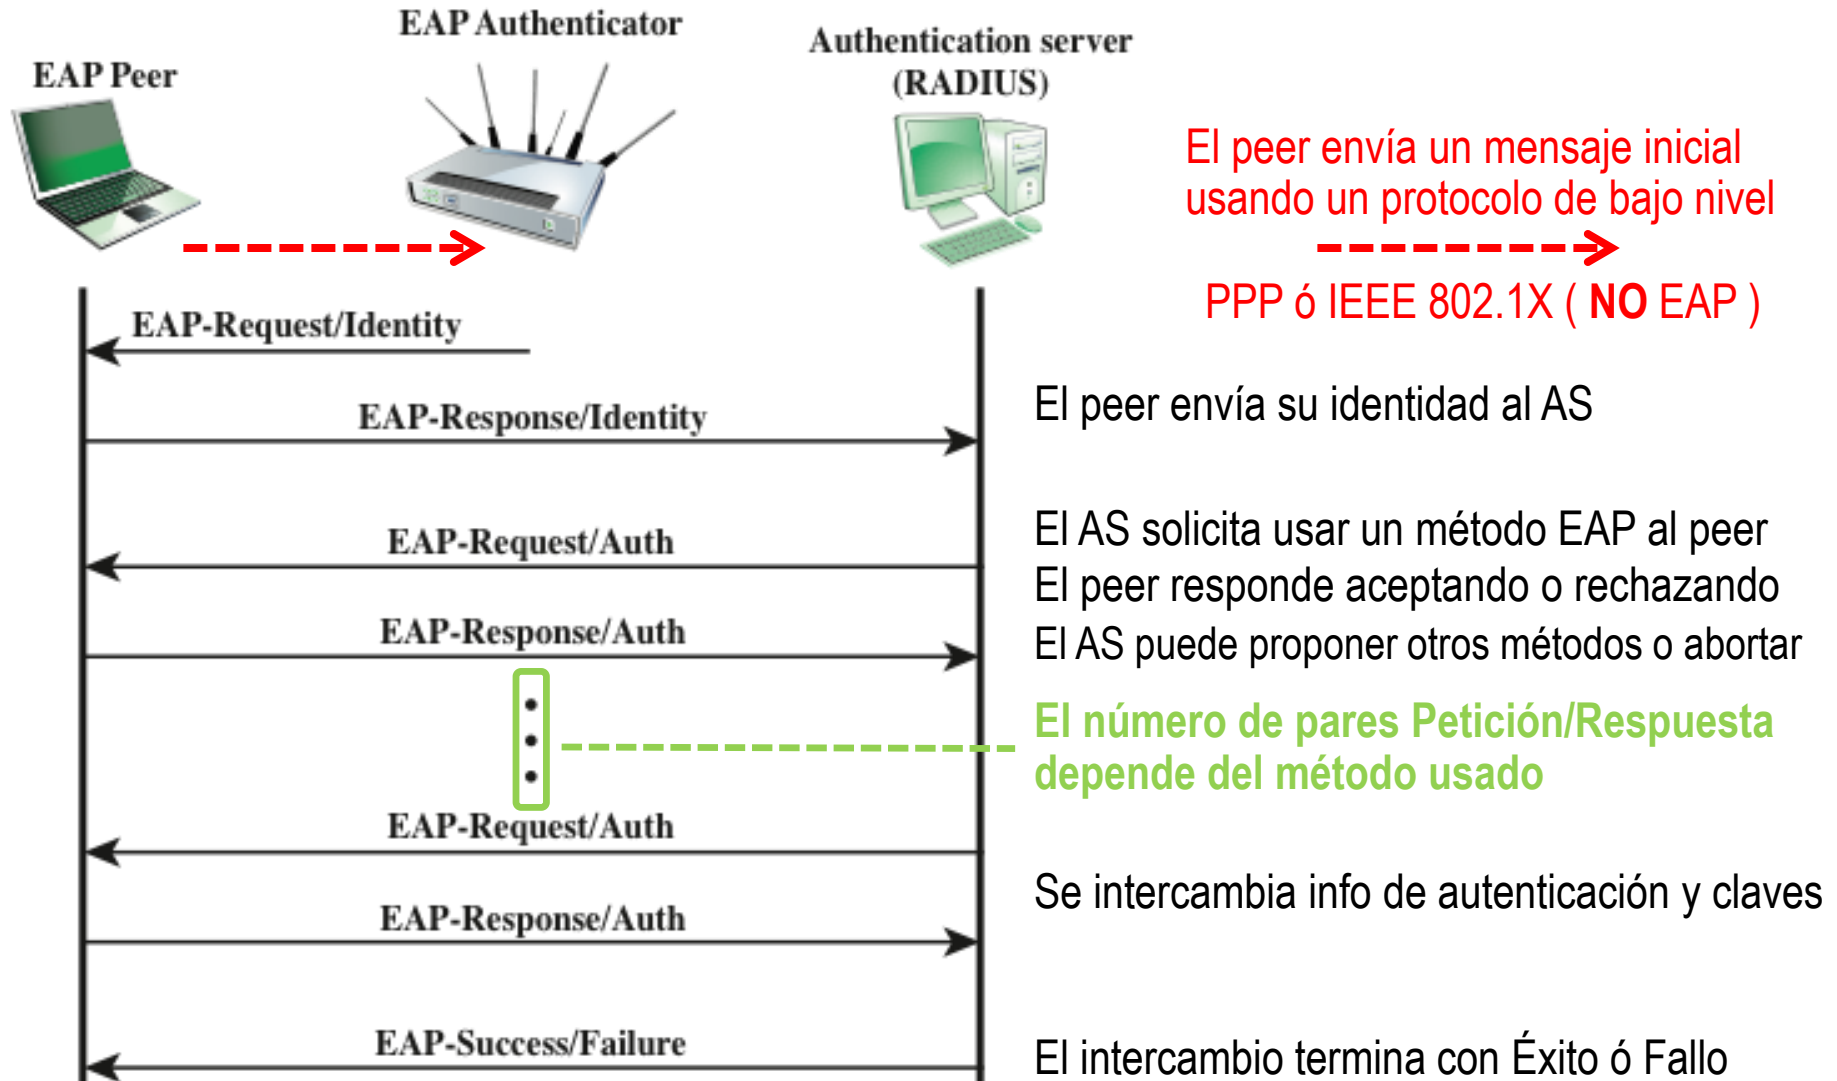 EAP Peer
EAP Authenticator
Authentication server
(RADIUS)
El peer envía un mensaje inicial
usando un protocolo de bajo nivel
PPP ó IEEE 802.1X ( NO EAP )
EAP-Request/Identity
EAP-Response/Identity
El peer envía su identidad al AS
EAP-Request/Auth
El AS solicita usar un método EAP al peer
El peer responde aceptando o rechazando
EAP-Response/Auth
El AS puede proponer otros métodos o abortar
El número de pares Petición/Respuesta
depende del método usado
EAP-Request/Auth
Se intercambia info de autenticación y claves
EAP-Response/Auth
EAP-Success/Failure
El intercambio termina con Éxito ó Fallo